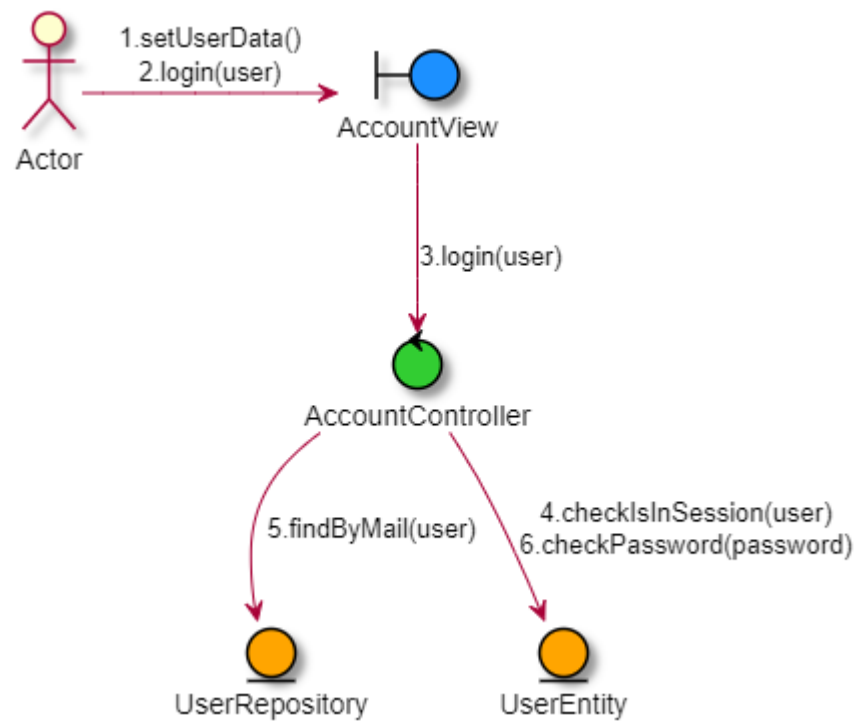 1.setUserData()
2.login(user)
Actor
AccountView
3.login(user)
AccountController
5.findByMail(user)
4.checkIsInSession(user)
6.checkPassword(password)
UserRepository
UserEntity